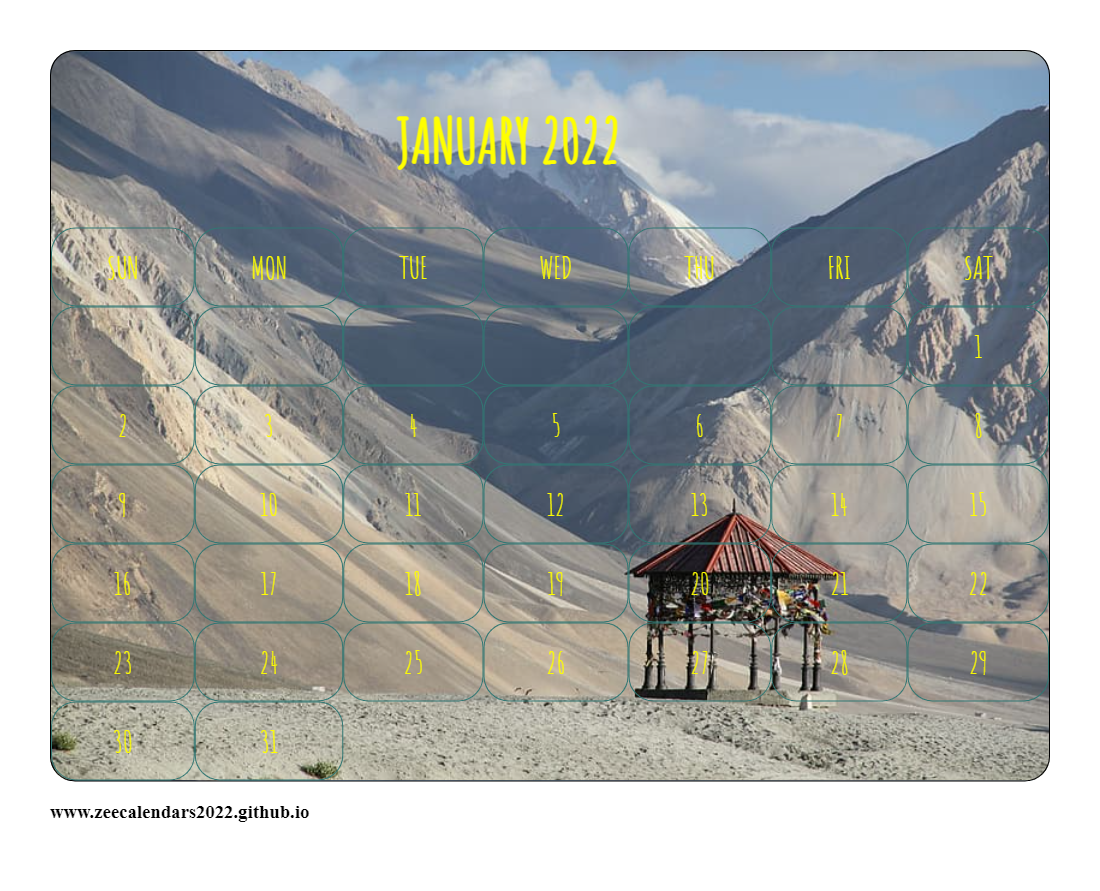 JANUARY 2022
SUN MON TUE WED THU FRI SAT
1
2 3 4 5 6 7 8
9 10 11 12 13 14 15
16 17 18 19 20 21 22
23 24 25 26 27 28 29
30 31
www.zeecalendars2022.github.io